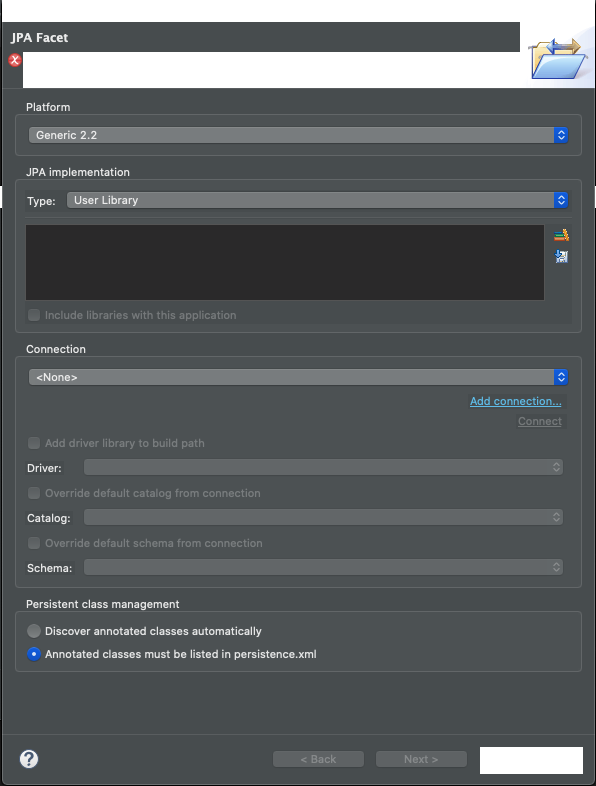 JPA Facet
Platform
Generic 2.2
JPA implementation
Type: User Library
Include libraries with this application
Connection
<None>
Add connection...
Connect
Add driver library to build path
Driver:
Override default catalog from connection
Catalog:
Override default schema from connection
Schema:
Persistent class management
Discover annotated classes automatically
Annotated classes must be listed in persistence.xml
? < Back Next >